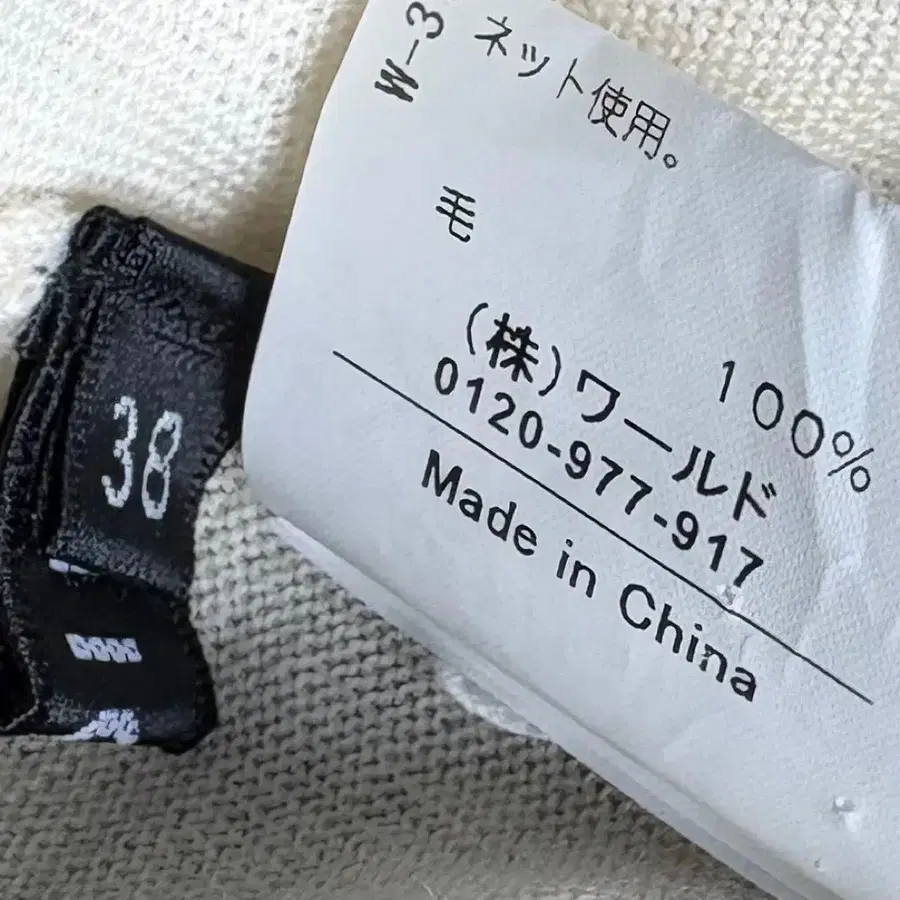 W-3
ネット使用。
毛
100%
(株)ワールド
0120-977-917
Made in China
38